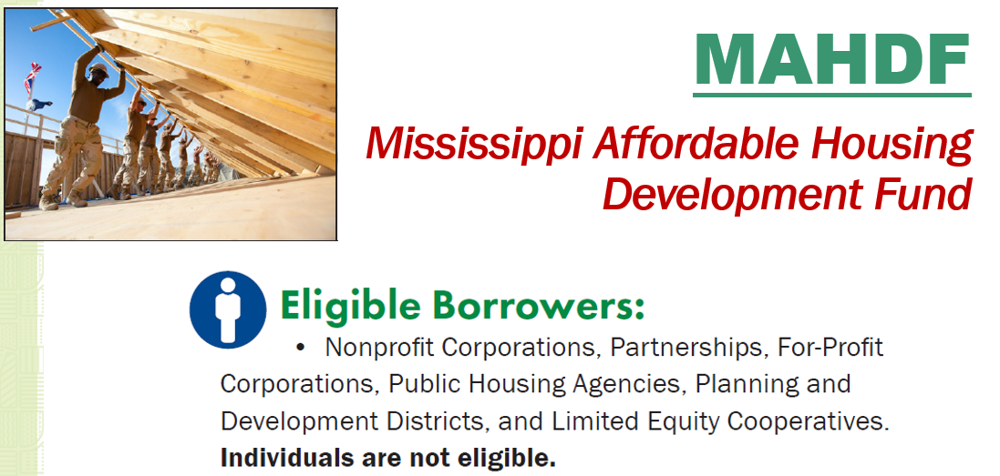 MAHDF
Mississippi Affordable Housing
Development Fund
Eligible Borrowers:
• Nonprofit Corporations, Partnerships, For-Profit
Corporations, Public Housing Agencies, Planning and
Development Districts, and Limited Equity Cooperatives.
Individuals are not eligible.